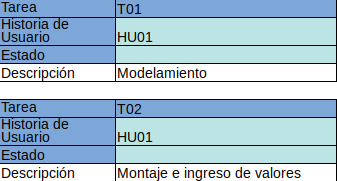 Tarea T01
Historia de
Usuario HU01
Estado
Descripción Modelamiento
Tarea T02
Historia de
Usuario HU01
Estado
Descripción Montaje e ingreso de valores